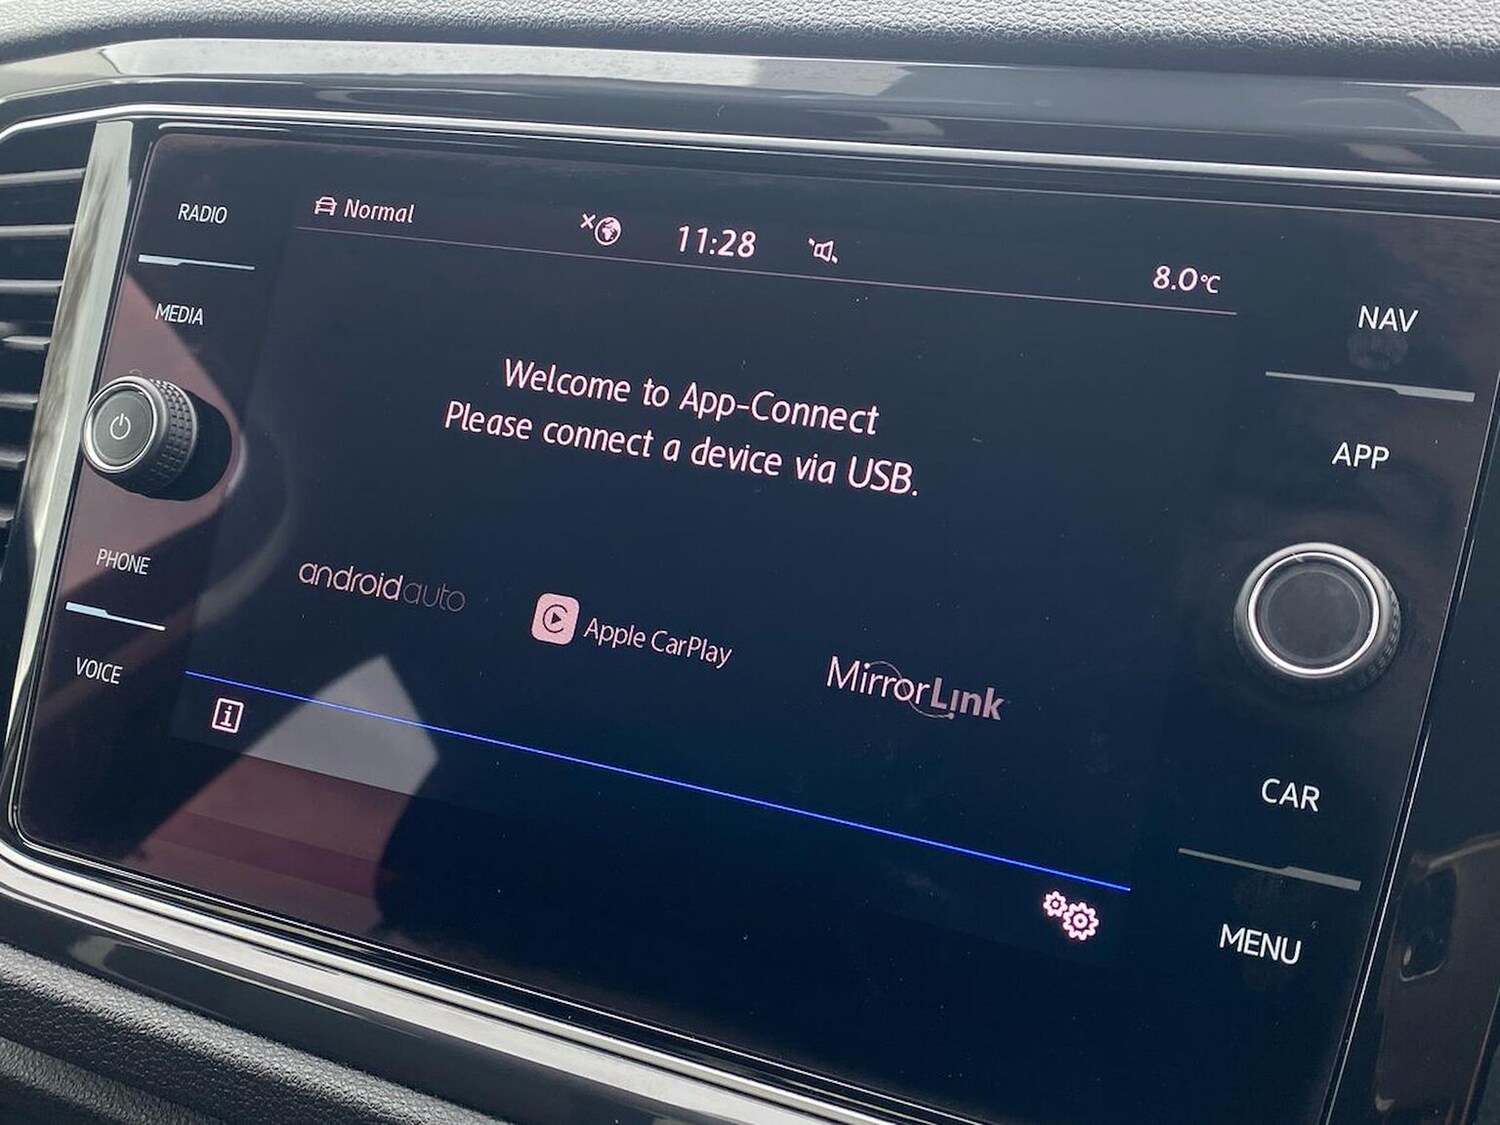 RADIO
MEDIA
PHONE
VOICE
Normal
11:28
8.0°C
Welcome to App-Connect
Please connect a device via USB.
androidauto
Apple CarPlay
MirrorLink
i
NAV
APP
CAR
MENU